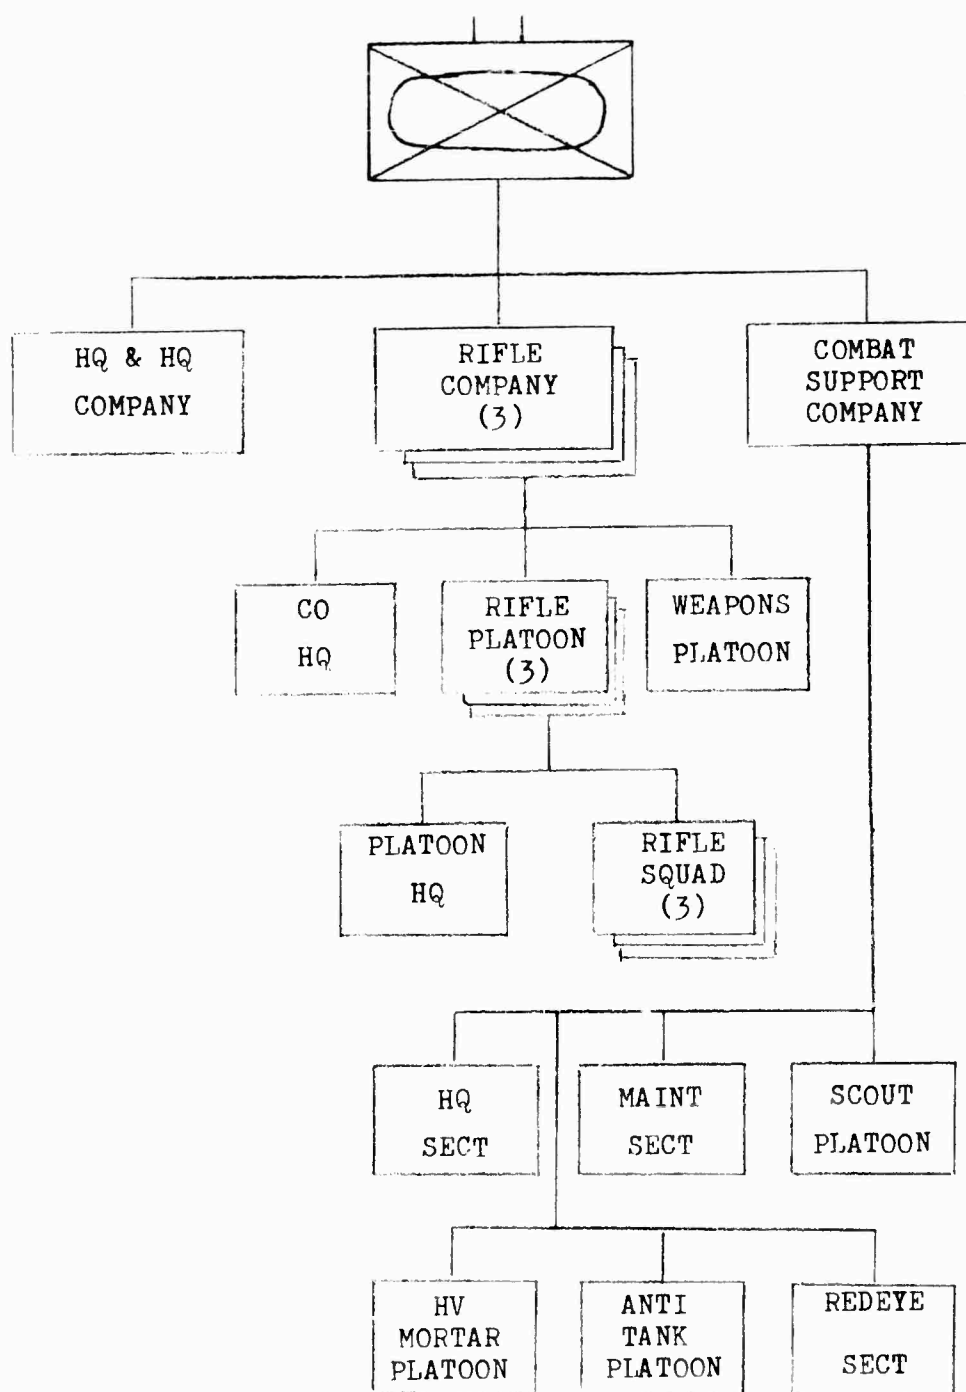 HQ & HQ
COMPANY
RIFLE
COMPANY
(3)
COMBAT
SUPPORT
COMPANY
CO
HQ
RIFLE
PLATOON
(3)
WEAPONS
PLATOON
PLATOON
HQ
RIFLE
SQUAD
(3)
HQ
SECT
MAINT
SECT
SCOUT
PLATOON
HV
MORTAR
PLATOON
ANTI
TANK
PLATOON
REDEYE
SECT